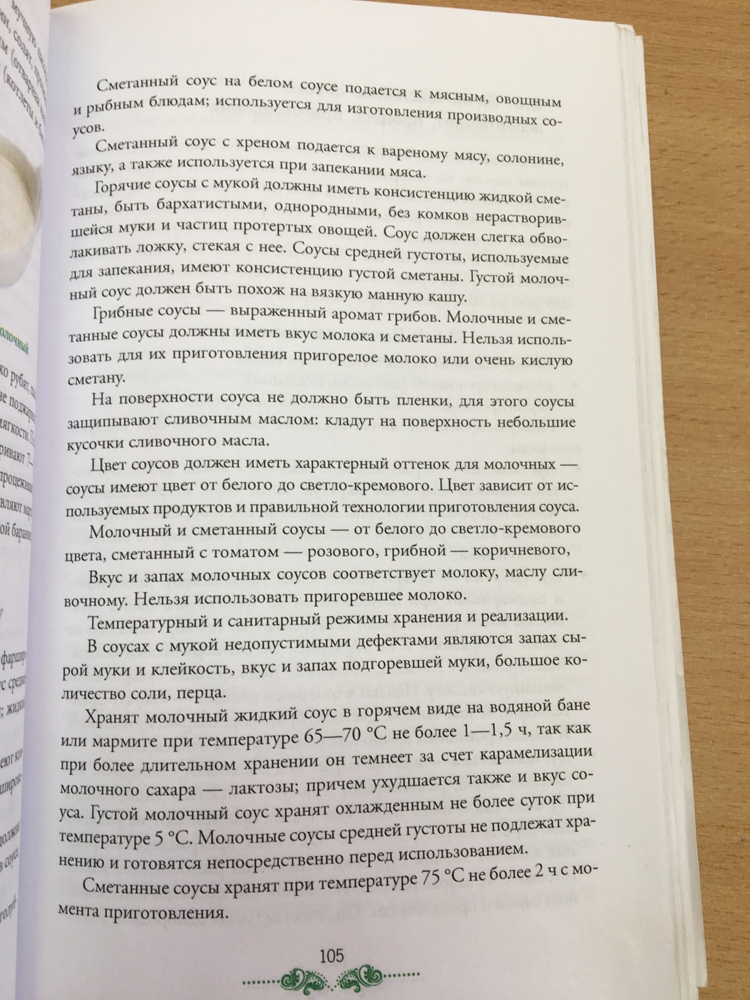 Сметанный соус на белом соусе подается к мясным, овощным
и рыбным блюдам; используется для изготовления производных со-
усов.
Сметанный соус с хреном подается к вареному мясу, солонине,
языку, а также используется при запекании мяса.
Горячие соусы с мукой должны иметь консистенцию жидкой сме-
таны, быть бархатистыми, однородными, без комков нерастворив-
шейся муки и частиц протертых овощей. Соус должен слегка обво-
лакивать ложку, стекая с нее. Соусы средней густоты, используемые
для запекания, имеют консистенцию густой сметаны. Густой молоч-
ный соус должен быть похож на вязкую манную кашу.
Грибные соусы — выраженный аромат грибов. Молочные и сме-
танные соусы должны иметь вкус молока и сметаны. Нельзя исполь-
зовать для их приготовления пригорелое молоко или очень кислую
сметану.
На поверхности соуса не должно быть пленки, для этого соусы
защипывают сливочным маслом: кладут на поверхность небольшие
кусочки сливочного масла.
Цвет соусов должен иметь характерный оттенок для молочных —
соусы имеют цвет от белого до светло-кремового. Цвет зависит от ис-
пользуемых продуктов и правильной технологии приготовления соуса.
Молочный и сметанный соусы — от белого до светло-кремового
цвета, сметанный с томатом — розового, грибной — коричневого,
Вкус и запах молочных соусов соответствует молоку, маслу сли-
вочному. Нельзя использовать пригоревшее молоко.
Температурный и санитарный режимы хранения и реализации.
В соусах с мукой недопустимыми дефектами являются запах сы-
рой муки и клейкость, вкус и запах подгоревшей муки, большое ко-
личество соли, перца.
Хранят молочный жидкий соус в горячем виде на водяной бане
или мармите при температуре 65—70 °С не более 1—1,5 ч, так как
при более длительном хранении он темнеет за счет карамелизации
молочного сахара — лактозы; причем ухудшается также и вкус со-
уса. Густой молочный соус хранят охлажденным не более суток при
температуре 5 °С. Молочные соусы средней густоты не подлежат хра-
нению и готовятся непосредственно перед использованием.
Сметанные соусы хранят при температуре 75 °С не более 2 ч с мо-
мента приготовления.
105